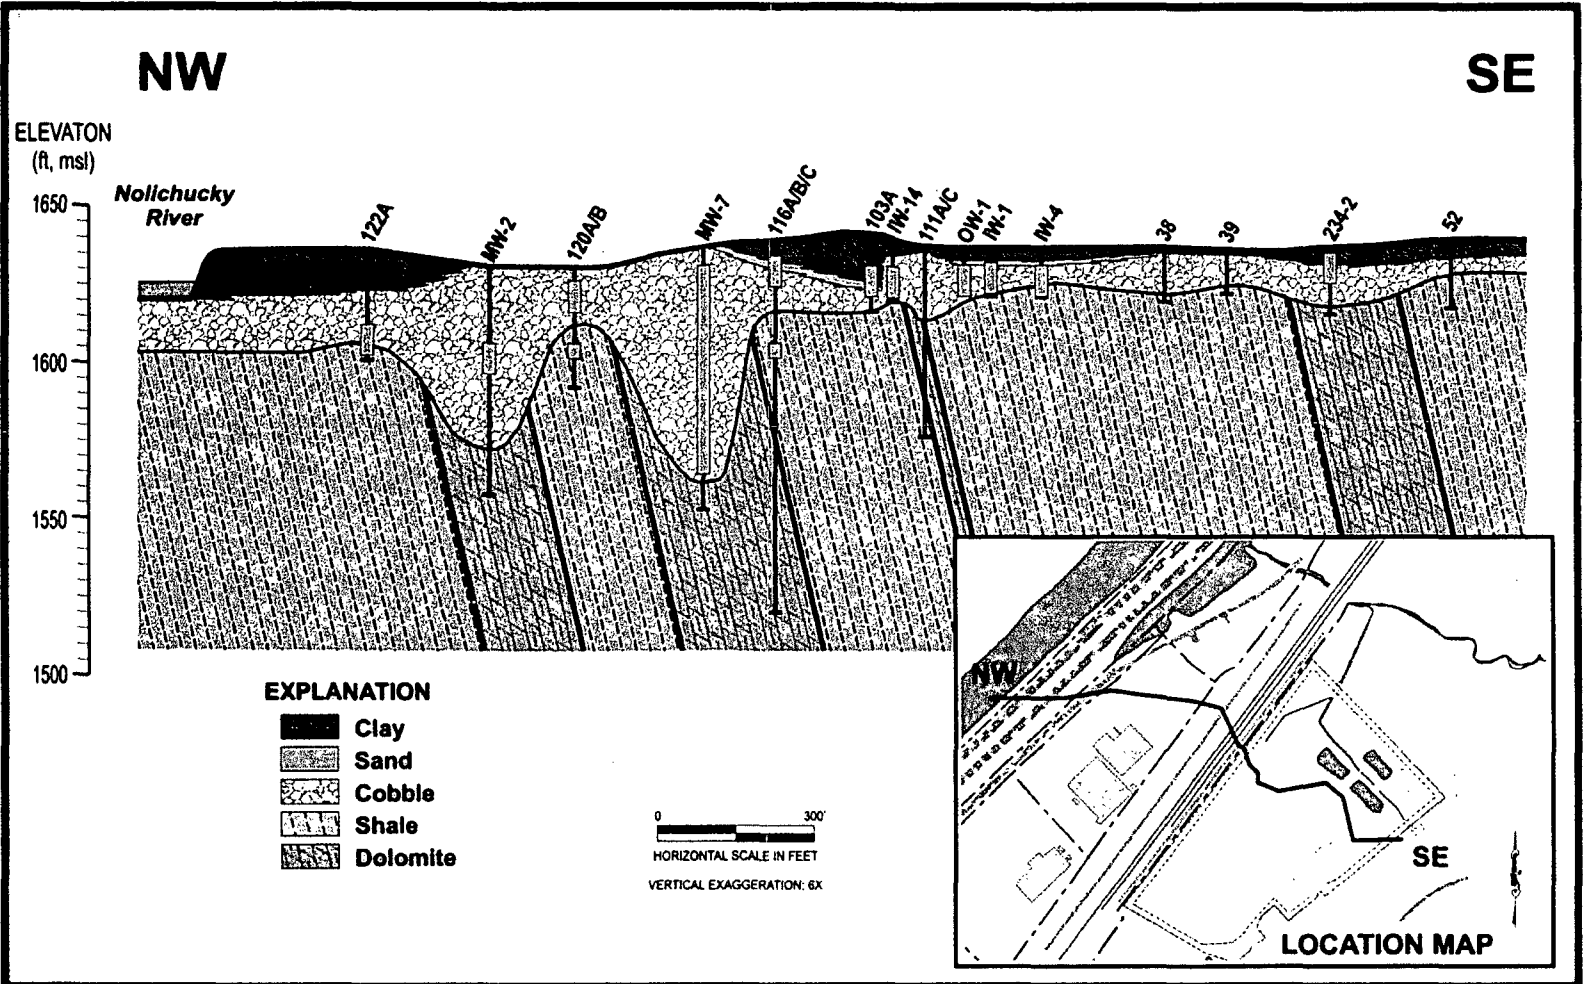 NW
SE
ELEVATON
(ft, msl)
Nolichucky
River
1650
1600
1550
1500
122A
MW-2
120A/B
MW-7
116A/B/C
103A
IW-14
111A/C
OW-1
IW-1
IW-4
38
39
234-2
52
EXPLANATION
Clay
Sand
Cobble
Shale
Dolomite
0 300'
HORIZONTAL SCALE IN FEET
VERTICAL EXAGGERATION: 6X
NW
SE
LOCATION MAP